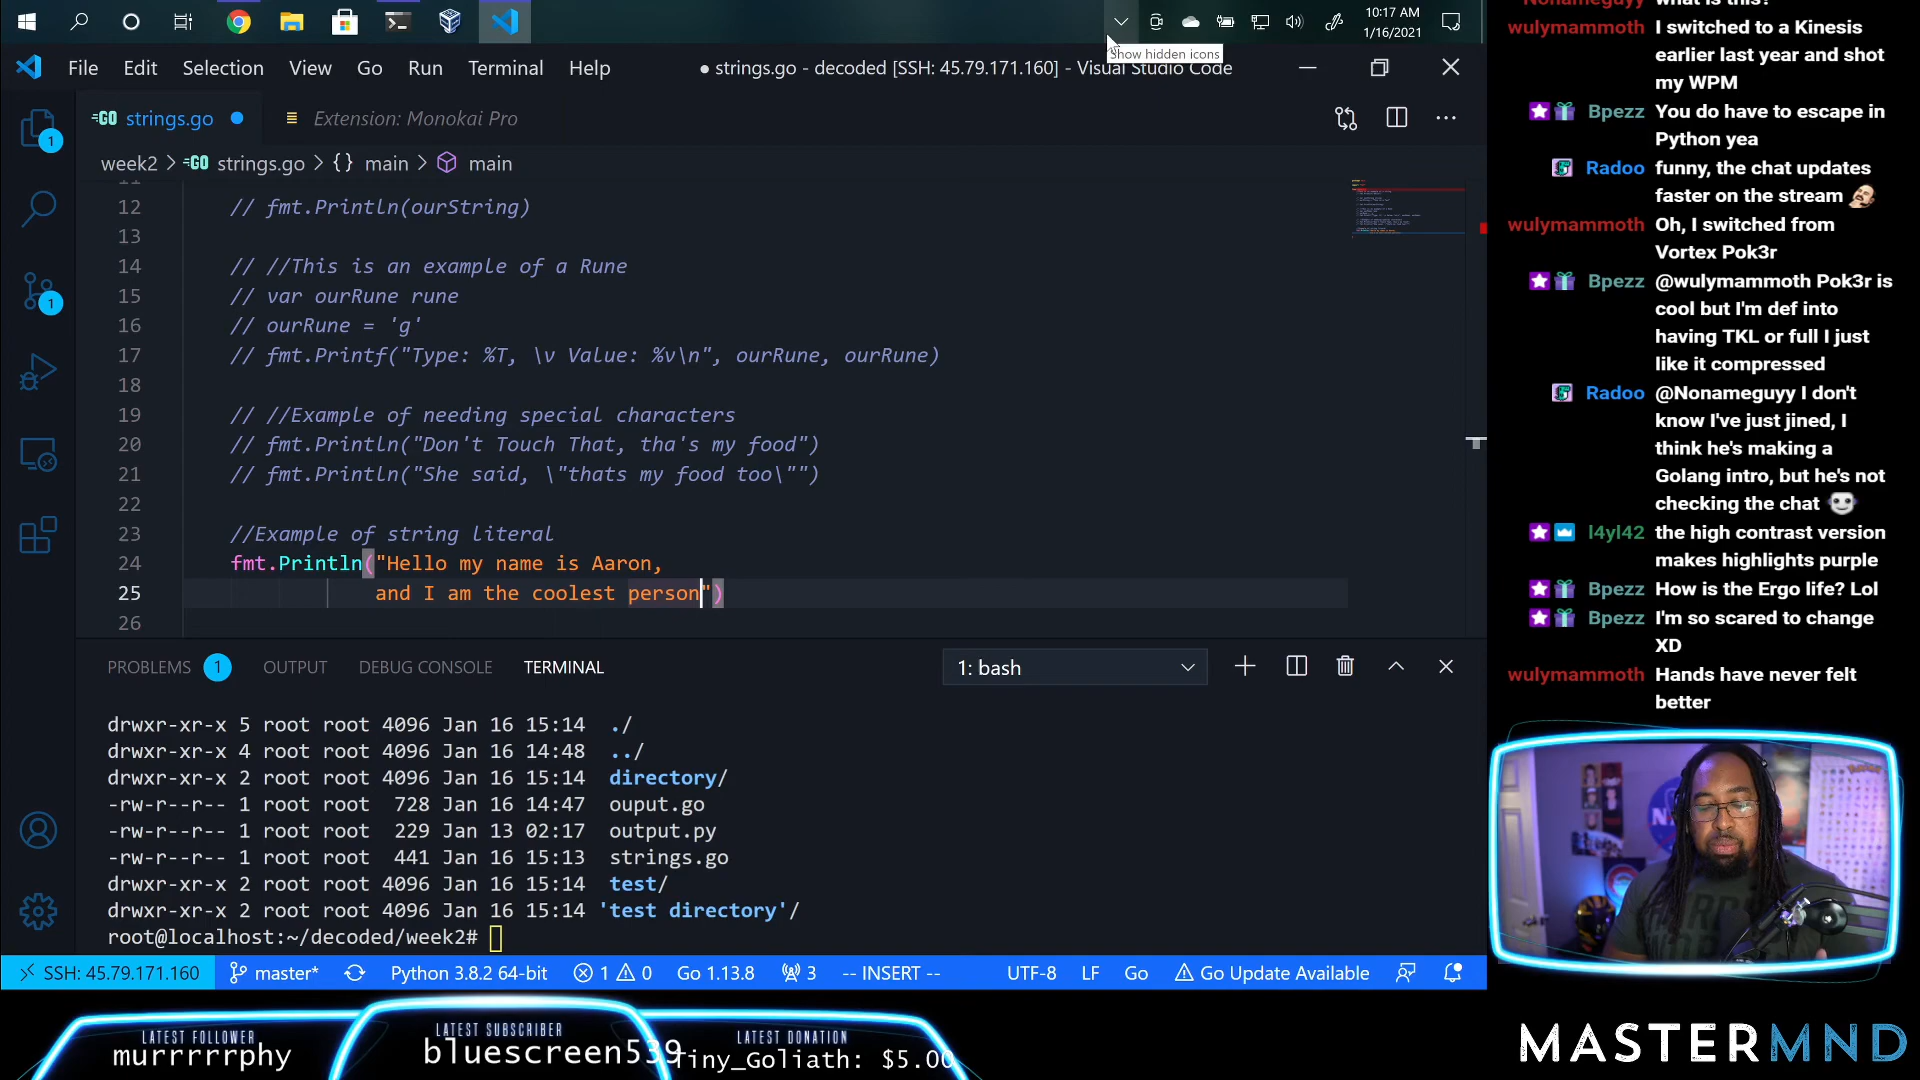 10:17 AM
1/16/2021
Show hidden icons
File Edit Selection View Go Run Terminal Help
● strings.go - decoded [SSH: 45.79.171.160] - Visual Studio Code
strings.go
Extension: Monokai Pro
week2 > strings.go > {} main > main
12 // fmt.Println(ourString)
13
14 // //This is an example of a Rune
15 // var ourRune rune
16 // ourRune = 'g'
17 // fmt.Printf("Type: %T, \v Value: %v\n", ourRune, ourRune)
18
19 // //Example of needing special characters
20 // fmt.Println("Don't Touch That, tha's my food")
21 // fmt.Println("She said, \"thats my food too\"")
22
23 //Example of string literal
24 fmt.Println("Hello my name is Aaron,
25 and I am the coolest person")
26
PROBLEMS 1 OUTPUT DEBUG CONSOLE TERMINAL
1: bash
drwxr-xr-x 5 root root 4096 Jan 16 15:14 ./
drwxr-xr-x 4 root root 4096 Jan 16 14:48 ../
drwxr-xr-x 2 root root 4096 Jan 16 15:14 directory/
-rw-r--r-- 1 root root 728 Jan 16 14:47 ouput.go
-rw-r--r-- 1 root root 229 Jan 13 02:17 output.py
-rw-r--r-- 1 root root 441 Jan 16 15:13 strings.go
drwxr-xr-x 2 root root 4096 Jan 16 15:14 test/
drwxr-xr-x 2 root root 4096 Jan 16 15:14 'test directory'/
root@localhost:~/decoded/week2#
SSH: 45.79.171.160 master* Python 3.8.2 64-bit 1 0 Go 1.13.8 3 -- INSERT -- UTF-8 LF Go Go Update Available
Nonameguyy what is this?
wulymammoth I switched to a Kinesis
earlier last year and shot
my WPM
Bpezz You do have to escape in
Python yea
Radoo funny, the chat updates
faster on the stream
wulymammoth Oh, I switched from
Vortex Pok3r
Bpezz @wulymammoth Pok3r is
cool but I'm def into
having TKL or full I just
like it compressed
Radoo @Nonameguyy I don't
know I've just jined, I
think he's making a
Golang intro, but he's not
checking the chat
l4yl42 the high contrast version
makes highlights purple
Bpezz How is the Ergo life? Lol
Bpezz I'm so scared to change
XD
wulymammoth Hands have never felt
better
LATEST FOLLOWER
murrrrrphy
LATEST SUBSCRIBER
bluescreen539
LATEST DONATION
Tiny_Goliath: $5.00
MASTERMND